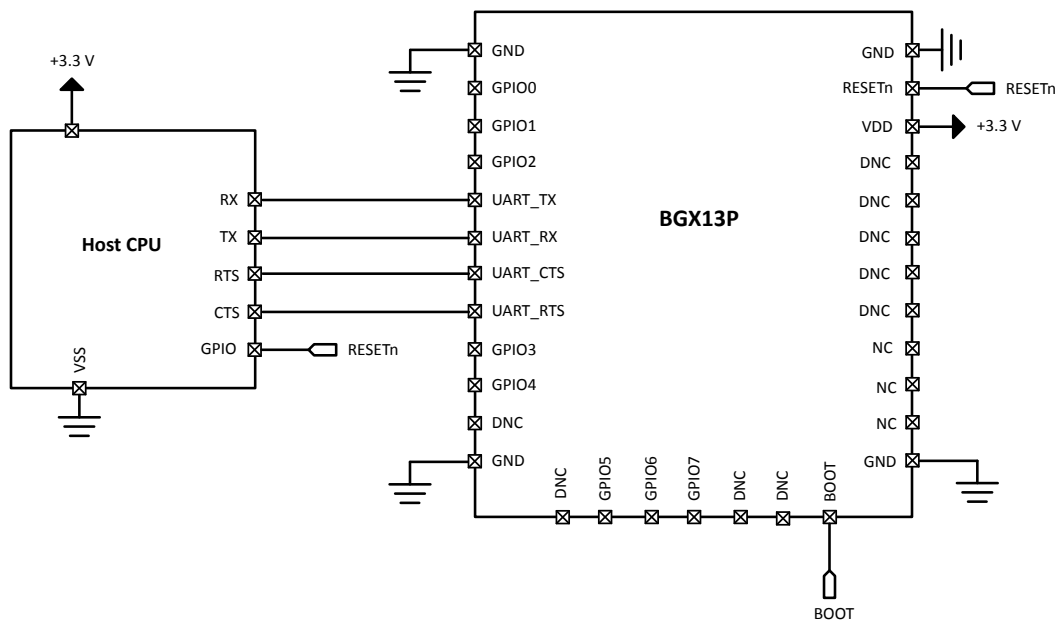 +3.3 V
Host CPU
RX
TX
RTS
CTS
GPIO
VSS
RESETn
BGX13P
GND
GPIO0
GPIO1
GPIO2
UART_TX
UART_RX
UART_CTS
UART_RTS
GPIO3
GPIO4
DNC
GND
DNC
GPIO5
GPIO6
GPIO7
DNC
DNC
BOOT
BOOT
GND
RESETn
RESETn
VDD
+3.3 V
DNC
DNC
DNC
DNC
DNC
NC
NC
NC
GND